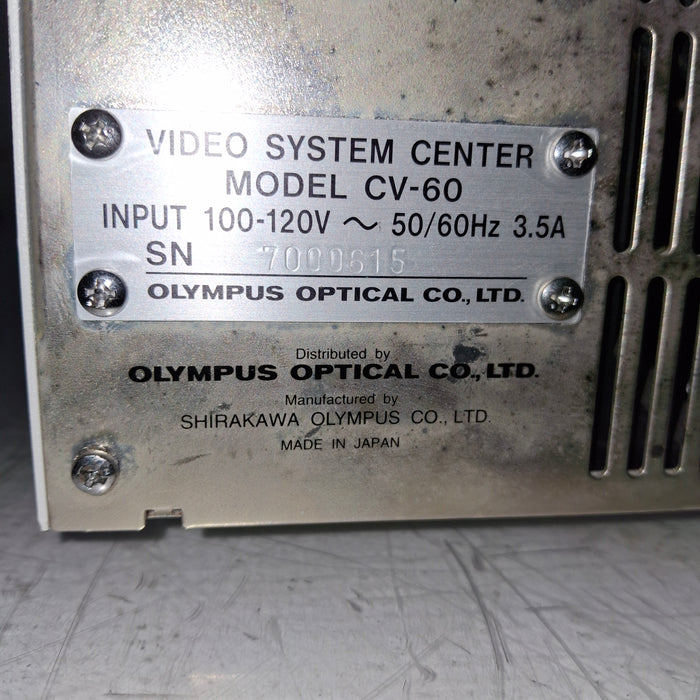 VIDEO SYSTEM CENTER
MODEL CV-60
INPUT 100-120V ～ 50/60Hz 3.5A
SN 7000615
OLYMPUS OPTICAL CO., LTD.
Distributed by
OLYMPUS OPTICAL CO., LTD.
Manufactured by
SHIRAKAWA OLYMPUS CO., LTD.
MADE IN JAPAN